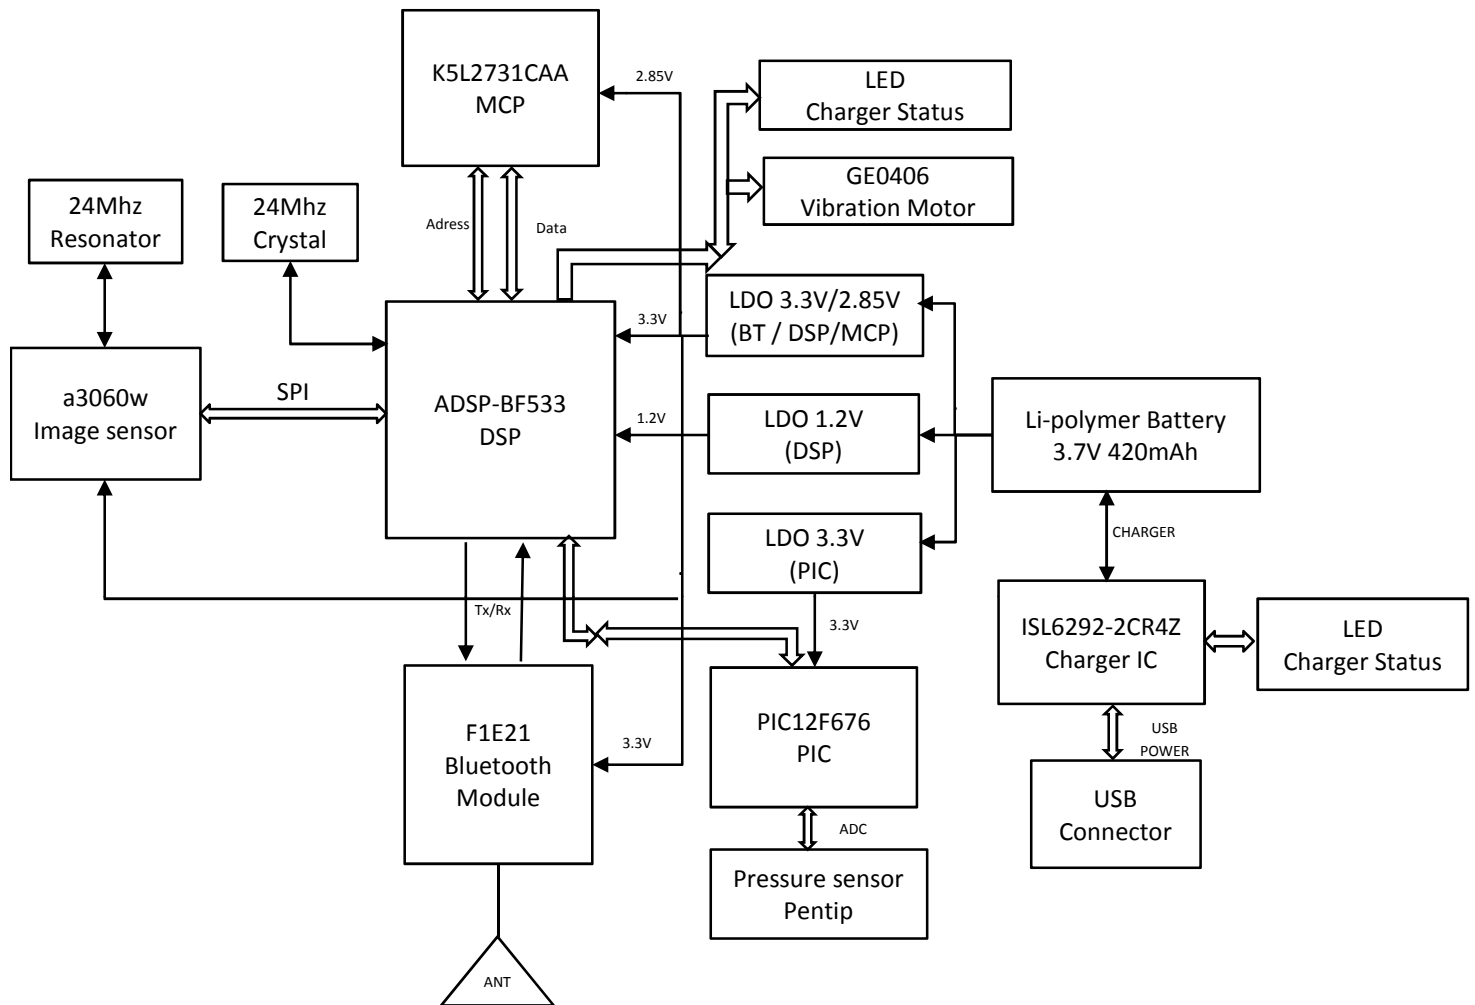 K5L2731CAA
MCP
2.85V
LED
Charger Status
GE0406
Vibration Motor
24Mhz
Resonator
24Mhz
Crystal
Adress
Data
LDO 3.3V/2.85V
(BT / DSP/MCP)
3.3V
a3060w
Image sensor
SPI
ADSP-BF533
DSP
1.2V
LDO 1.2V
(DSP)
Li-polymer Battery
3.7V 420mAh
LDO 3.3V
(PIC)
CHARGER
Tx/Rx
3.3V
ISL6292-2CR4Z
Charger IC
LED
Charger Status
F1E21
Bluetooth
Module
3.3V
PIC12F676
PIC
USB
POWER
USB
Connector
ADC
Pressure sensor
Pentip
ANT